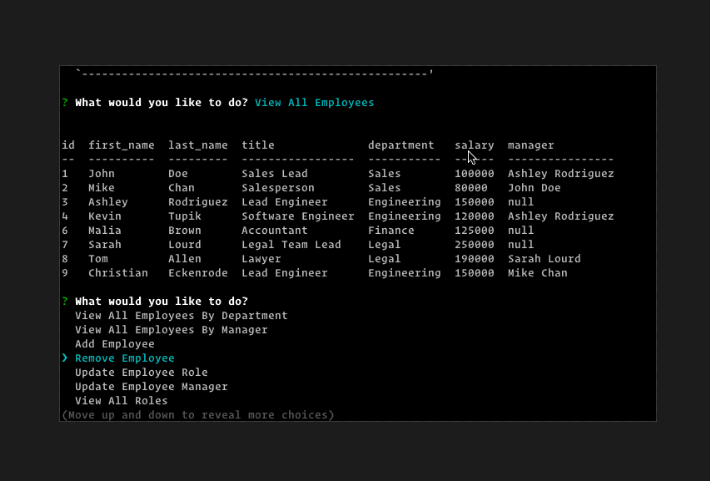 `----------------------------------------------------'
? What would you like to do? View All Employees
id  first_name  last_name  title              department   salary  manager
--  ----------  ---------  -----------------  -----------  ------  ----------------
1   John        Doe        Sales Lead         Sales        100000  Ashley Rodriguez
2   Mike        Chan       Salesperson        Sales        80000   John Doe
3   Ashley      Rodriguez  Lead Engineer      Engineering  150000  null
4   Kevin       Tupik      Software Engineer  Engineering  120000  Ashley Rodriguez
6   Malia       Brown      Accountant         Finance      125000  null
7   Sarah       Lourd      Legal Team Lead    Legal        250000  null
8   Tom         Allen      Lawyer             Legal        190000  Sarah Lourd
9   Christian   Eckenrode  Lead Engineer      Engineering  150000  Mike Chan
? What would you like to do?
View All Employees By Department
View All Employees By Manager
Add Employee
❯ Remove Employee
Update Employee Role
Update Employee Manager
View All Roles
(Move up and down to reveal more choices)